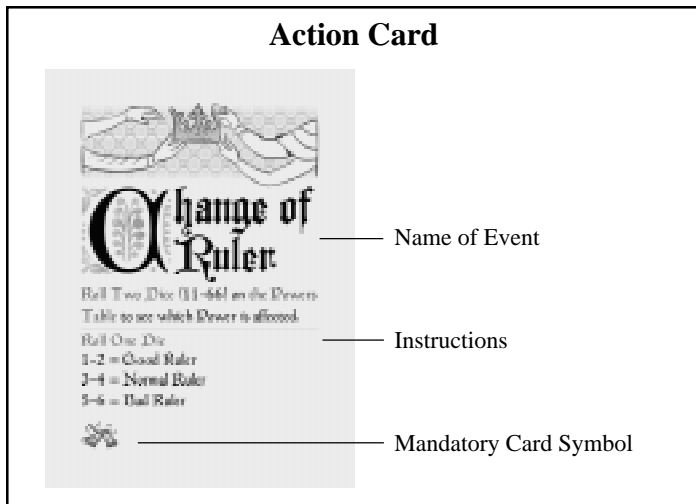 Action Card
Change of
Ruler
Roll Two Dice (11-66) on the Powers
Table to see which Power is affected.
Roll One Die
1-2 = Good Ruler
3-4 = Normal Ruler
5-6 = Bad Ruler
Name of Event
Instructions
Mandatory Card Symbol